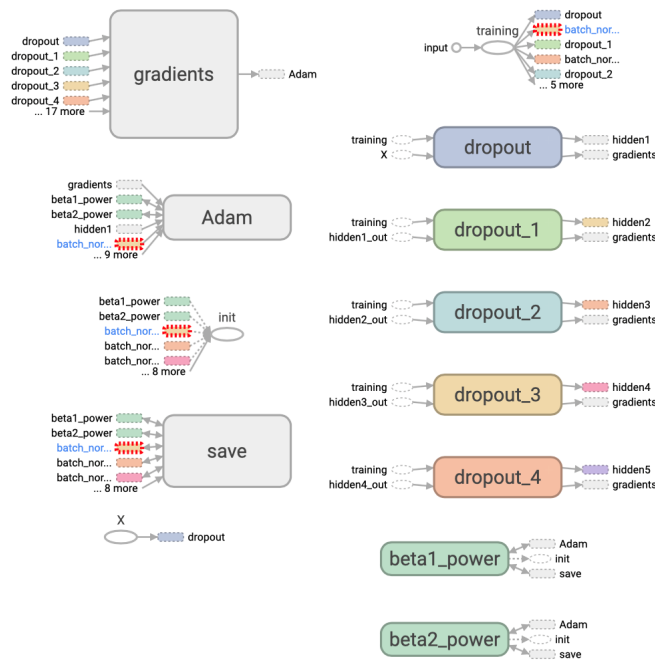 dropout
dropout_1
dropout_2
dropout_3
dropout_4
... 17 more
gradients
Adam
training
input
dropout
batch_nor...
dropout_1
batch_nor...
dropout_2
... 5 more
training
X
dropout
hidden1
gradients
gradients
beta1_power
beta2_power
hidden1
batch_nor...
... 9 more
Adam
training
hidden1_out
dropout_1
hidden2
gradients
beta1_power
beta2_power
batch_nor...
batch_nor...
batch_nor...
... 8 more
init
training
hidden2_out
dropout_2
hidden3
gradients
training
hidden3_out
dropout_3
hidden4
gradients
beta1_power
beta2_power
batch_nor...
batch_nor...
batch_nor...
... 8 more
save
training
hidden4_out
dropout_4
hidden5
gradients
X
dropout
beta1_power
Adam
init
save
beta2_power
Adam
init
save